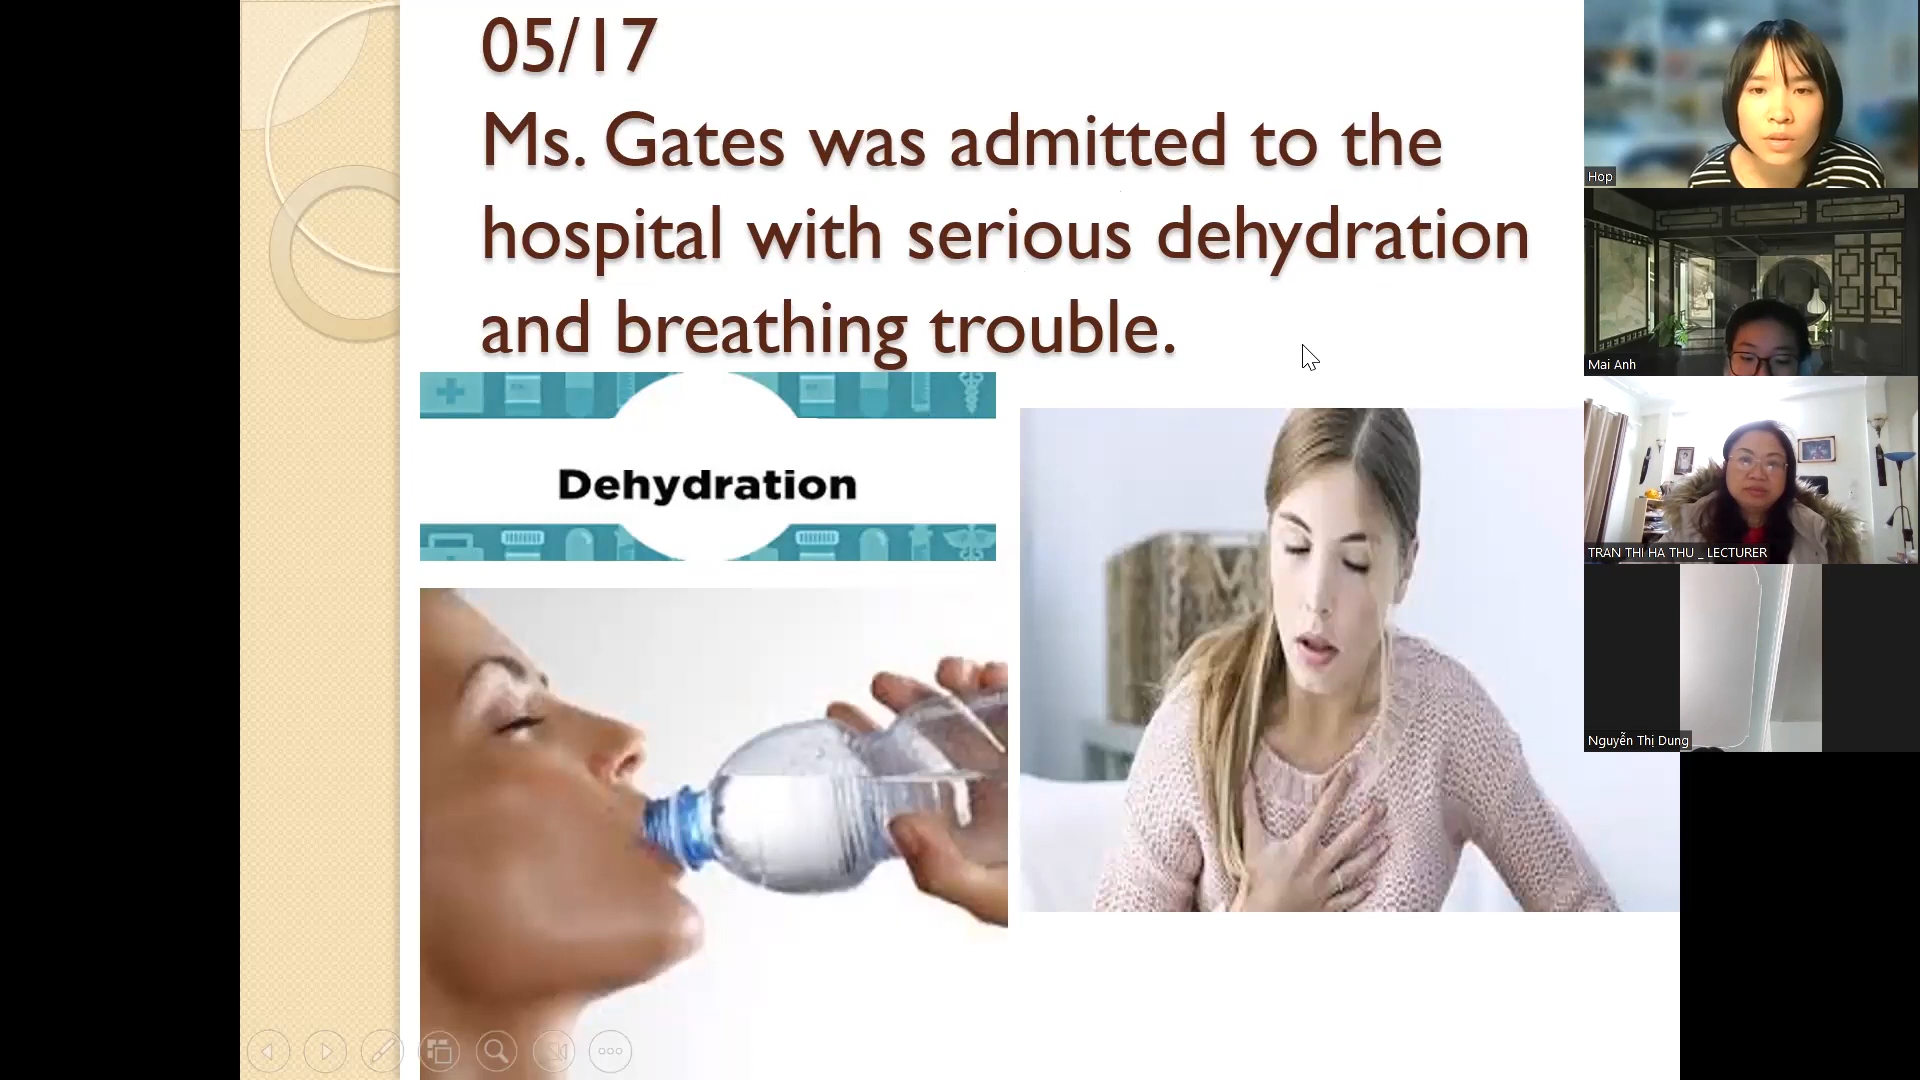 05/17
Ms. Gates was admitted to the
hospital with serious dehydration
and breathing trouble.
Dehydration
Hop
Mai Anh
TRAN THI HA THU _ LECTURER
Nguyễn Thị Dung